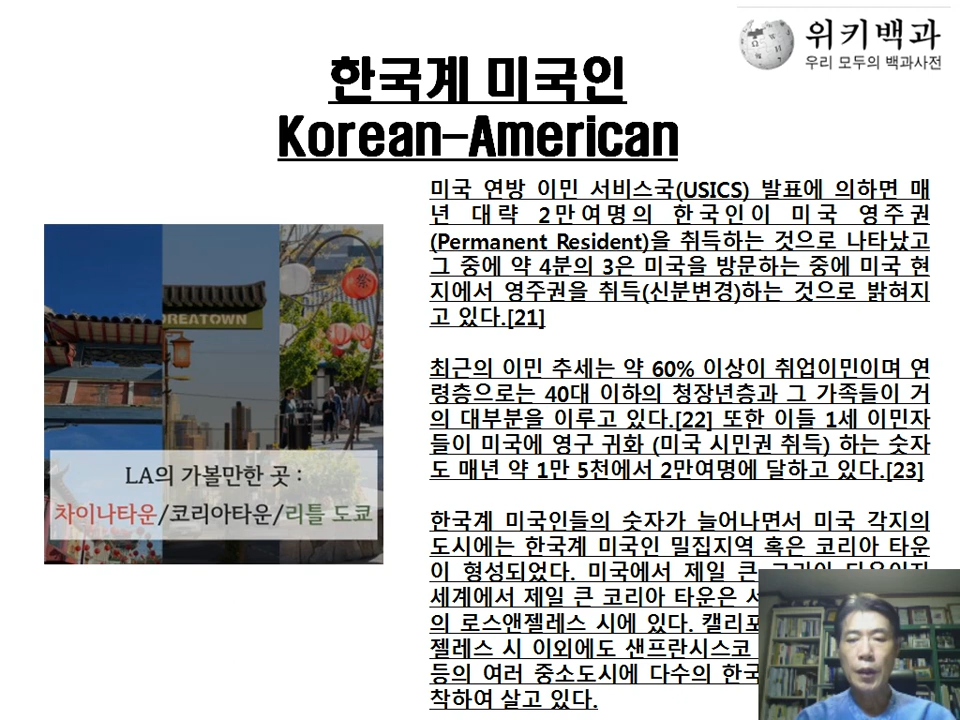 위키백과
우리 모두의 백과사전
한국계 미국인
Korean-American
미국 연방 이민 서비스국(USICS) 발표에 의하면 매
년 대략 2만여명의 한국인이 미국 영주권
(Permanent Resident)을 취득하는 것으로 나타났고
그 중에 약 4분의 3은 미국을 방문하는 중에 미국 현
지에서 영주권을 취득(신분변경)하는 것으로 밝혀지
고 있다.[21]
최근의 이민 추세는 약 60% 이상이 취업이민이며 연
령층으로는 40대 이하의 청장년층과 그 가족들이 거
의 대부분을 이루고 있다.[22] 또한 이들 1세 이민자
들이 미국에 영구 귀화 (미국 시민권 취득) 하는 숫자
도 매년 약 1만 5천에서 2만여명에 달하고 있다.[23]
한국계 미국인들의 숫자가 늘어나면서 미국 각지의
도시에는 한국계 미국인 밀집지역 혹은 코리아 타운
이 형성되었다. 미국에서 제일 큰
세계에서 제일 큰 코리아 타운은
의 로스앤젤레스 시에 있다.
젤레스 시 이외에도 샌프란시스코
등의 여러 중소도시에 다수의
착하여 살고 있다.
OREATOWN
LA의 가볼만한 곳 :
차이나타운/코리아타운/리틀 도쿄